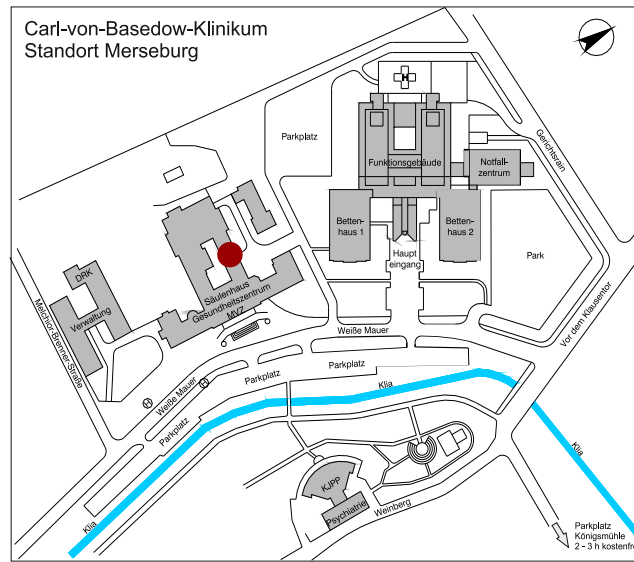 Carl-von-Basedow-Klinikum
Standort Merseburg
H
Parkplatz
Gerichtsrain
Funktionsgebäude
Notfall-
zentrum
Betten-
haus 1
Betten-
haus 2
Haupt
eingang
Park
DRK
Verwaltung
Säulenhaus
Gesundheitszentrum
MVZ
Melchior-Brenner-Straße
Weiße Mauer
Vor dem Klausentor
Parkplatz
Parkplatz
Klia
H
H
Weiße Mauer
Parkplatz
Klia
Klia
KJPP
Psychiatrie
Weinberg
Parkplatz
Königsmühle
2 - 3 h kostenfrei